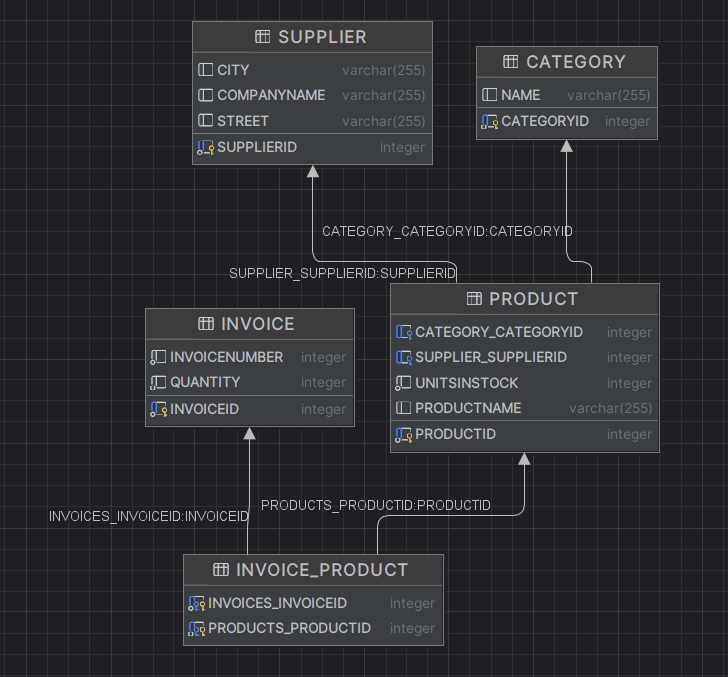 SUPPLIER
CITY varchar(255)
COMPANYNAME varchar(255)
STREET varchar(255)
SUPPLIERID integer
CATEGORY
NAME varchar(255)
CATEGORYID integer
CATEGORY_CATEGORYID:CATEGORYID
SUPPLIER_SUPPLIERID:SUPPLIERID
PRODUCT
CATEGORY_CATEGORYID integer
SUPPLIER_SUPPLIERID integer
UNITSINSTOCK integer
PRODUCTNAME varchar(255)
PRODUCTID integer
INVOICE
INVOICENUMBER integer
QUANTITY integer
INVOICEID integer
PRODUCTS_PRODUCTID:PRODUCTID
INVOICES_INVOICEID:INVOICEID
INVOICE_PRODUCT
INVOICES_INVOICEID integer
PRODUCTS_PRODUCTID integer